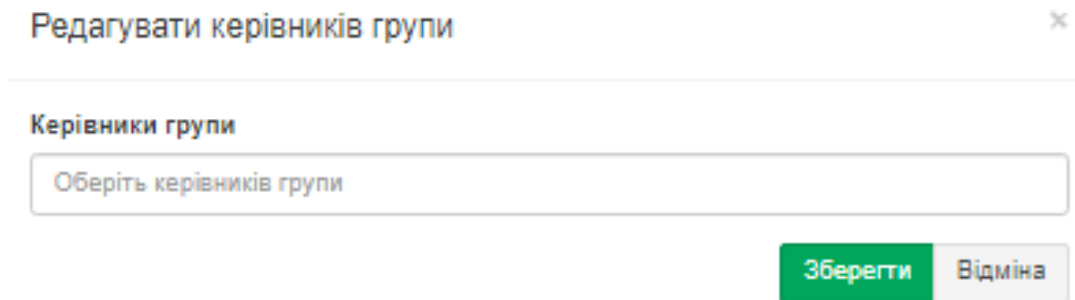 Редагувати керівників групи ×
Керівники групи
Оберіть керівників групи
Зберегти Відміна